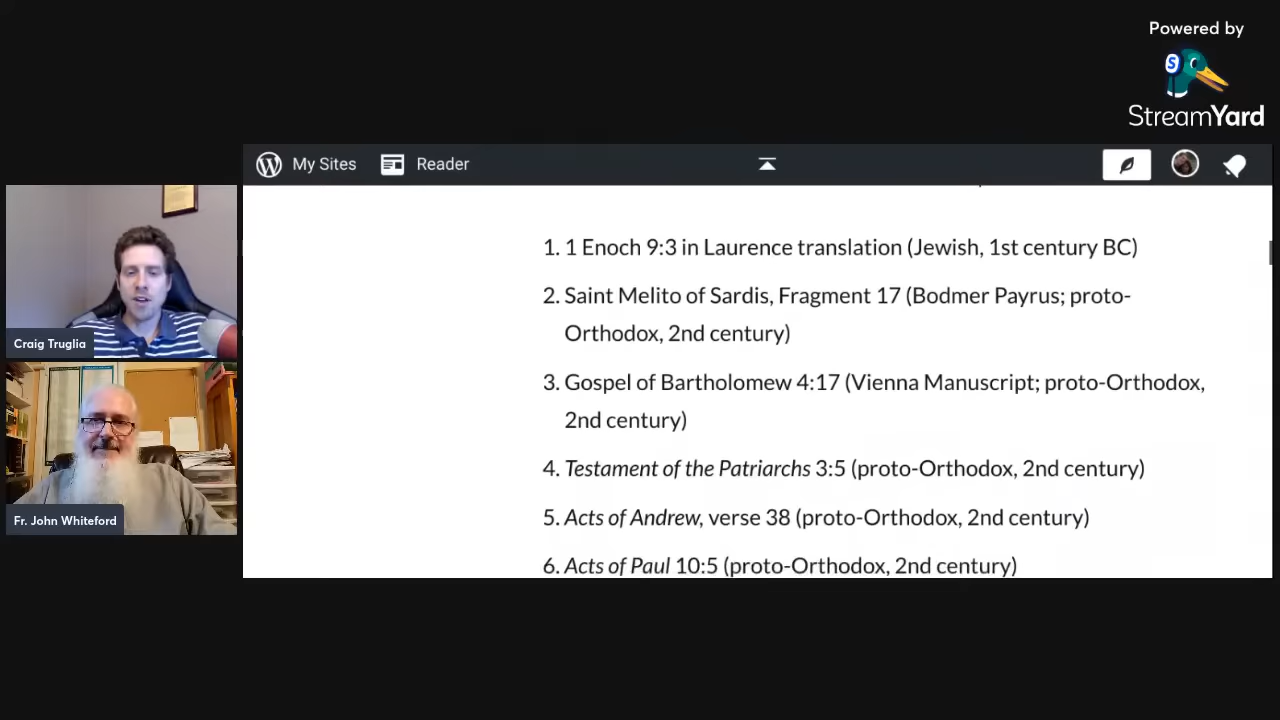 Powered by
StreamYard
My Sites
Reader
1. 1 Enoch 9:3 in Laurence translation (Jewish, 1st century BC)
2. Saint Melito of Sardis, Fragment 17 (Bodmer Payrus; proto-
Orthodox, 2nd century)
3. Gospel of Bartholomew 4:17 (Vienna Manuscript; proto-Orthodox,
2nd century)
4. Testament of the Patriarchs 3:5 (proto-Orthodox, 2nd century)
5. Acts of Andrew, verse 38 (proto-Orthodox, 2nd century)
6. Acts of Paul 10:5 (proto-Orthodox, 2nd century)
Craig Truglia
Fr. John Whiteford